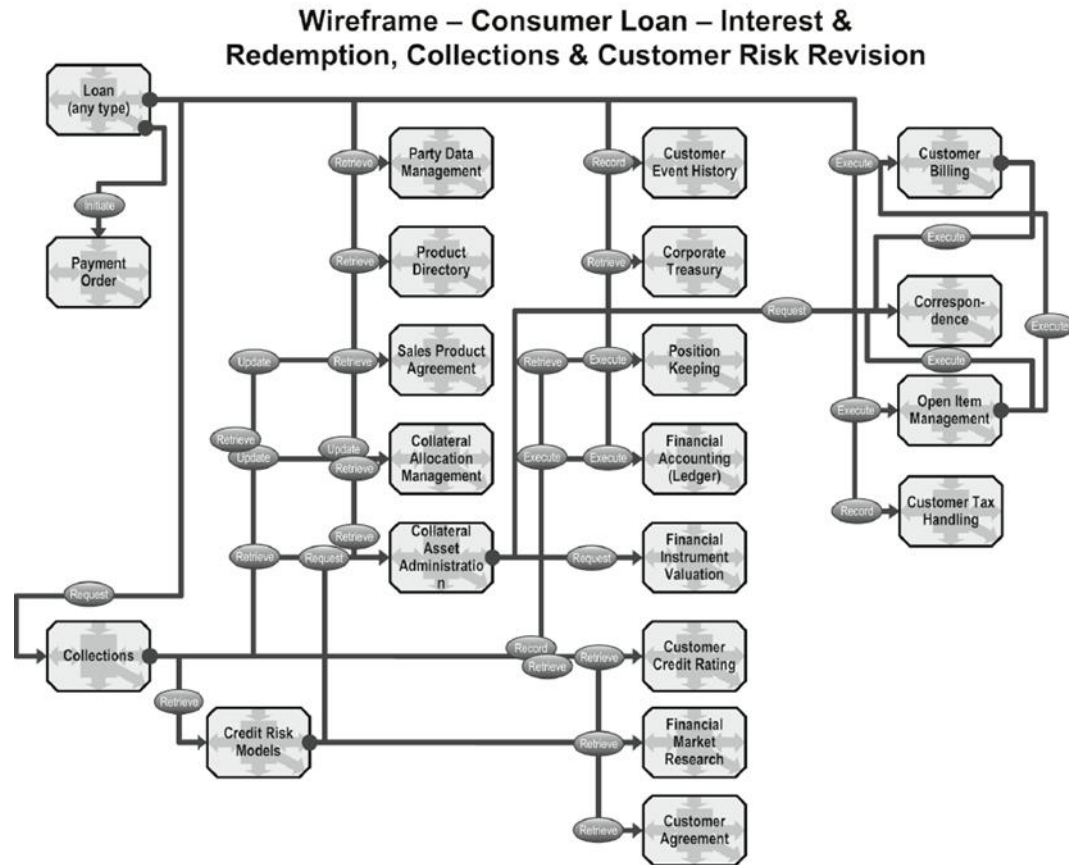 Wireframe – Consumer Loan – Interest &
Redemption, Collections & Customer Risk Revision
Loan
(any type)
Initiate
Payment
Order
Retrieve
Party Data
Management
Record
Customer
Event History
Execute
Customer
Billing
Execute
Retrieve
Product
Directory
Retrieve
Corporate
Treasury
Request
Correspon-
dence
Execute
Update
Retrieve
Sales Product
Agreement
Retrieve
Execute
Position
Keeping
Execute
Execute
Open Item
Management
Retrieve
Update
Update
Retrieve
Collateral
Allocation
Management
Execute
Execute
Financial
Accounting
(Ledger)
Record
Customer Tax
Handling
Retrieve
Retrieve
Request
Collateral
Asset
Administratio
n
Request
Financial
Instrument
Valuation
Request
Collections
Record
Retrieve
Retrieve
Customer
Credit Rating
Retrieve
Credit Risk
Models
Retrieve
Financial
Market
Research
Retrieve
Customer
Agreement